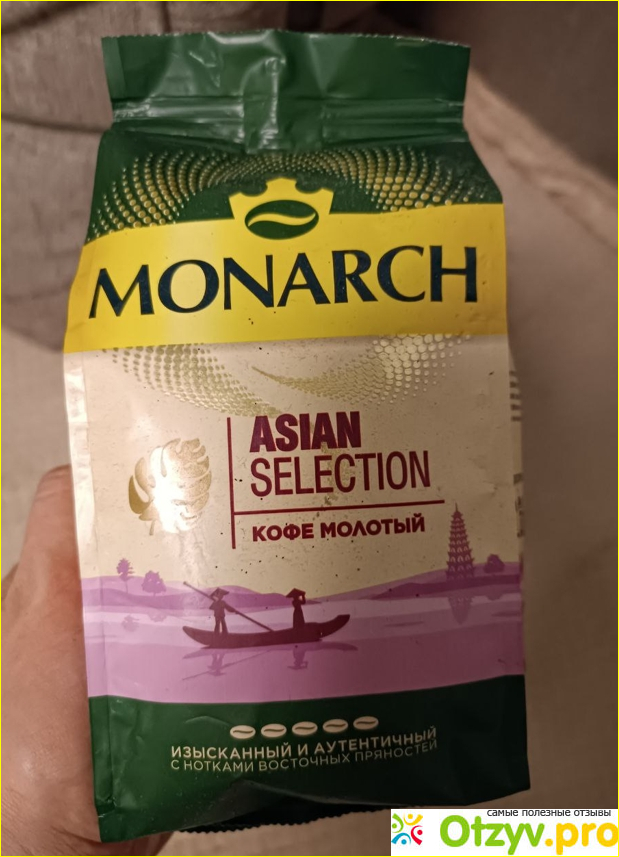 MONARCH
ASIAN
SELECTION
КОФЕ МОЛОТЫЙ
ИЗЫСКАННЫЙ И АУТЕНТИЧНЫЙ
С НОТКАМИ ВОСТОЧНЫХ ПРЯНОСТЕЙ
самые полезные отзывы
Otzyv.pro